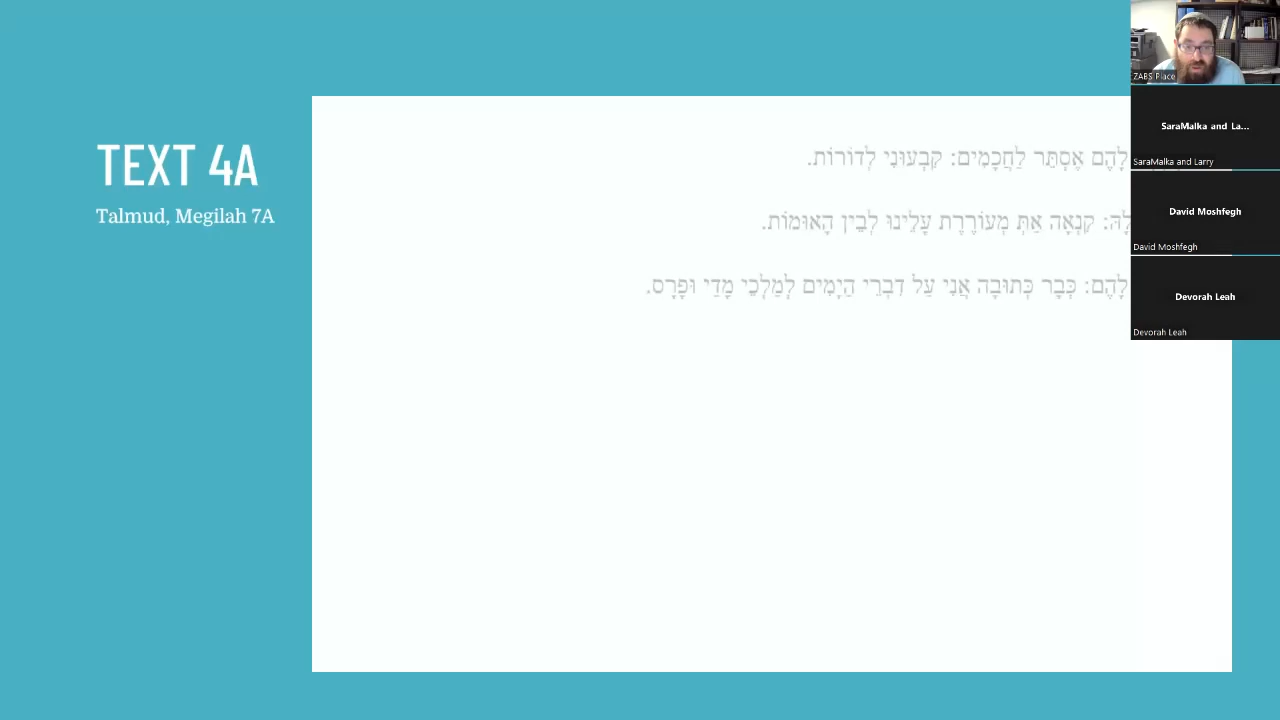 TEXT 4A
Talmud, Megilah 7A
לָהֶם אֶסְתֵּר לַחֲכָמִים: קִבְעוּנִי לְדוֹרוֹת.
לָהּ: קִנְאָה אַתְּ מְעוֹרֶרֶת עָלֵינוּ לְבֵין הָאוּמּוֹת.
לָהֶם: כְּבָר כְּתוּבָה אֲנִי עַל דִּבְרֵי הַיָּמִים לְמַלְכֵי מָדַי וּפָרָס.
ZABS Place
SaraMalka and La...
SaraMalka and Larry
David Moshfegh
David Moshfegh
Devorah Leah
Devorah Leah